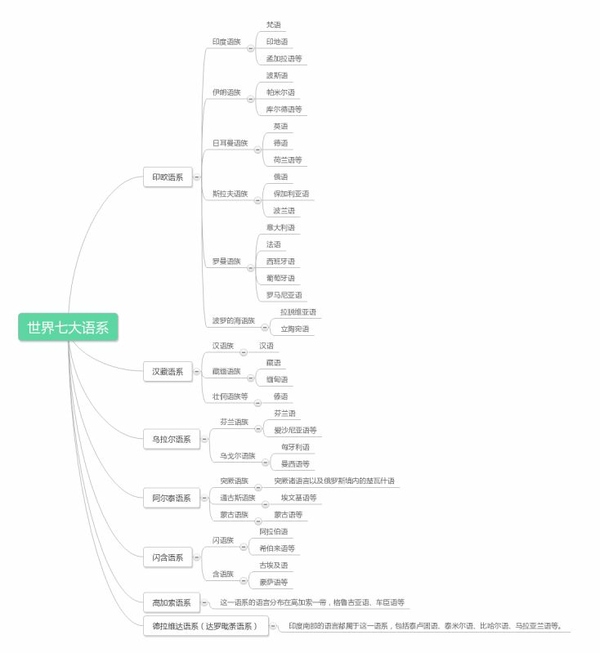 世界七大语系
印欧语系
印度语族
梵语
印地语
孟加拉语等
伊朗语族
波斯语
帕米尔语
库尔德语等
日耳曼语族
英语
德语
荷兰语等
斯拉夫语族
俄语
保加利亚语
波兰语
罗曼语族
意大利语
法语
西班牙语
葡萄牙语
罗马尼亚语
波罗的海语族
拉脱维亚语
立陶宛语
汉藏语系
汉语族
汉语
藏缅语族
藏语
缅甸语
壮侗语族等
傣语
乌拉尔语系
芬兰语族
芬兰语
爱沙尼亚语等
乌戈尔语族
匈牙利语
曼西语等
阿尔泰语系
突厥语族
突厥诸语言以及俄罗斯境内的楚瓦什语
通古斯语族
埃文基语等
蒙古语族
蒙古语等
闪含语系
闪语族
阿拉伯语
希伯来语等
含语族
古埃及语
豪萨语等
高加索语系
这一语系的语言分布在高加索一带，格鲁吉亚语、车臣语等
德拉维达语系（达罗毗荼语系）
印度南部的语言都属于这一语系，包括泰卢固语、泰米尔语、比哈尔语、马拉亚兰语等。